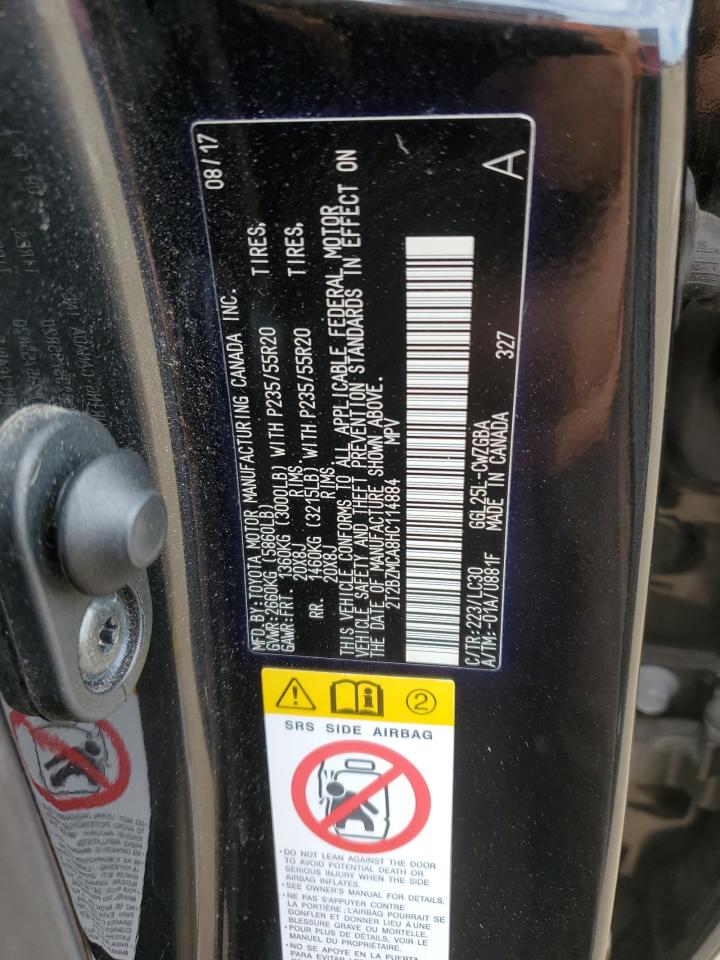 MFD.BY:TOYOTA MOTOR MANUFACTURING CANADA INC. 08/17
GVWR:2660KG (5860LB)
GAWR:FRT. 1360KG (3000LB) WITH P235/55R20 TIRES,
20X8J RIMS,
RR. 1460KG (3215LB) WITH P235/55R20 TIRES,
20X8J RIMS,
THIS VEHICLE CONFORMS TO ALL APPLICABLE FEDERAL MOTOR
VEHICLE SAFETY AND THEFT PREVENTION STANDARDS IN EFFECT ON
THE DATE OF MANUFACTURE SHOWN ABOVE.
2T2BZMCA8HC114884 MPV
C/TR:223/LC30 GGL25L-CWZGBA
A/TM:-01A/U881F MADE IN CANADA 327
A
2
SRS SIDE AIRBAG
·DO NOT LEAN AGAINST THE DOOR
TO AVOID POTENTIAL DEATH OR
SERIOUS INJURY WHEN THE SIDE
AIRBAG INFLATES.
·SEE OWNER'S MANUAL FOR DETAILS.
·NE PAS S'APPUYER CONTRE
LA PORTIÈRE; L'AIRBAG POURRAIT SE
GONFLER ET DONNER LIEU À UNE
BLESSURE GRAVE OU MORTELLE.
·POUR PLUS DE DÉTAILS, VOIR LE
MANUEL DU PROPRIÉTAIRE.
·NO SE APOYE EN LA PUERTA
PARA EVITAR